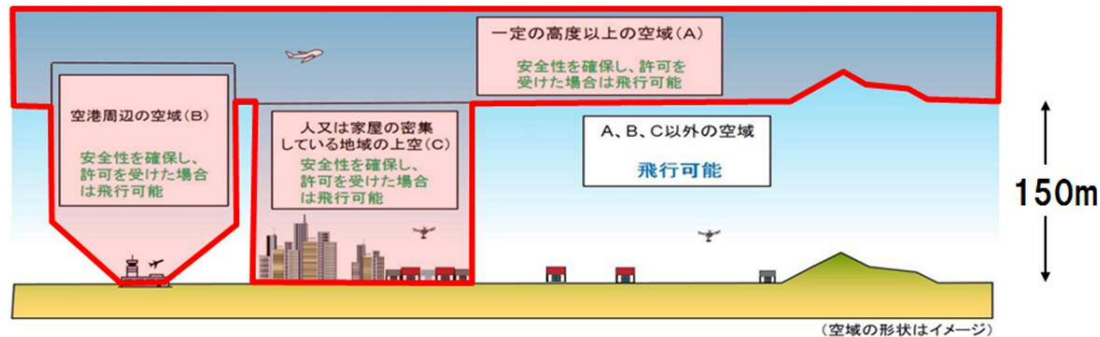 一定の高度以上の空域(A)
安全性を確保し、許可を
受けた場合は飛行可能
空港周辺の空域(B)
安全性を確保し、
許可を受けた場合
は飛行可能
人又は家屋の密集
している地域の上空(C)
安全性を確保し、
許可を受けた場合
は飛行可能
A、B、C以外の空域
飛行可能
150m
(空域の形状はイメージ)